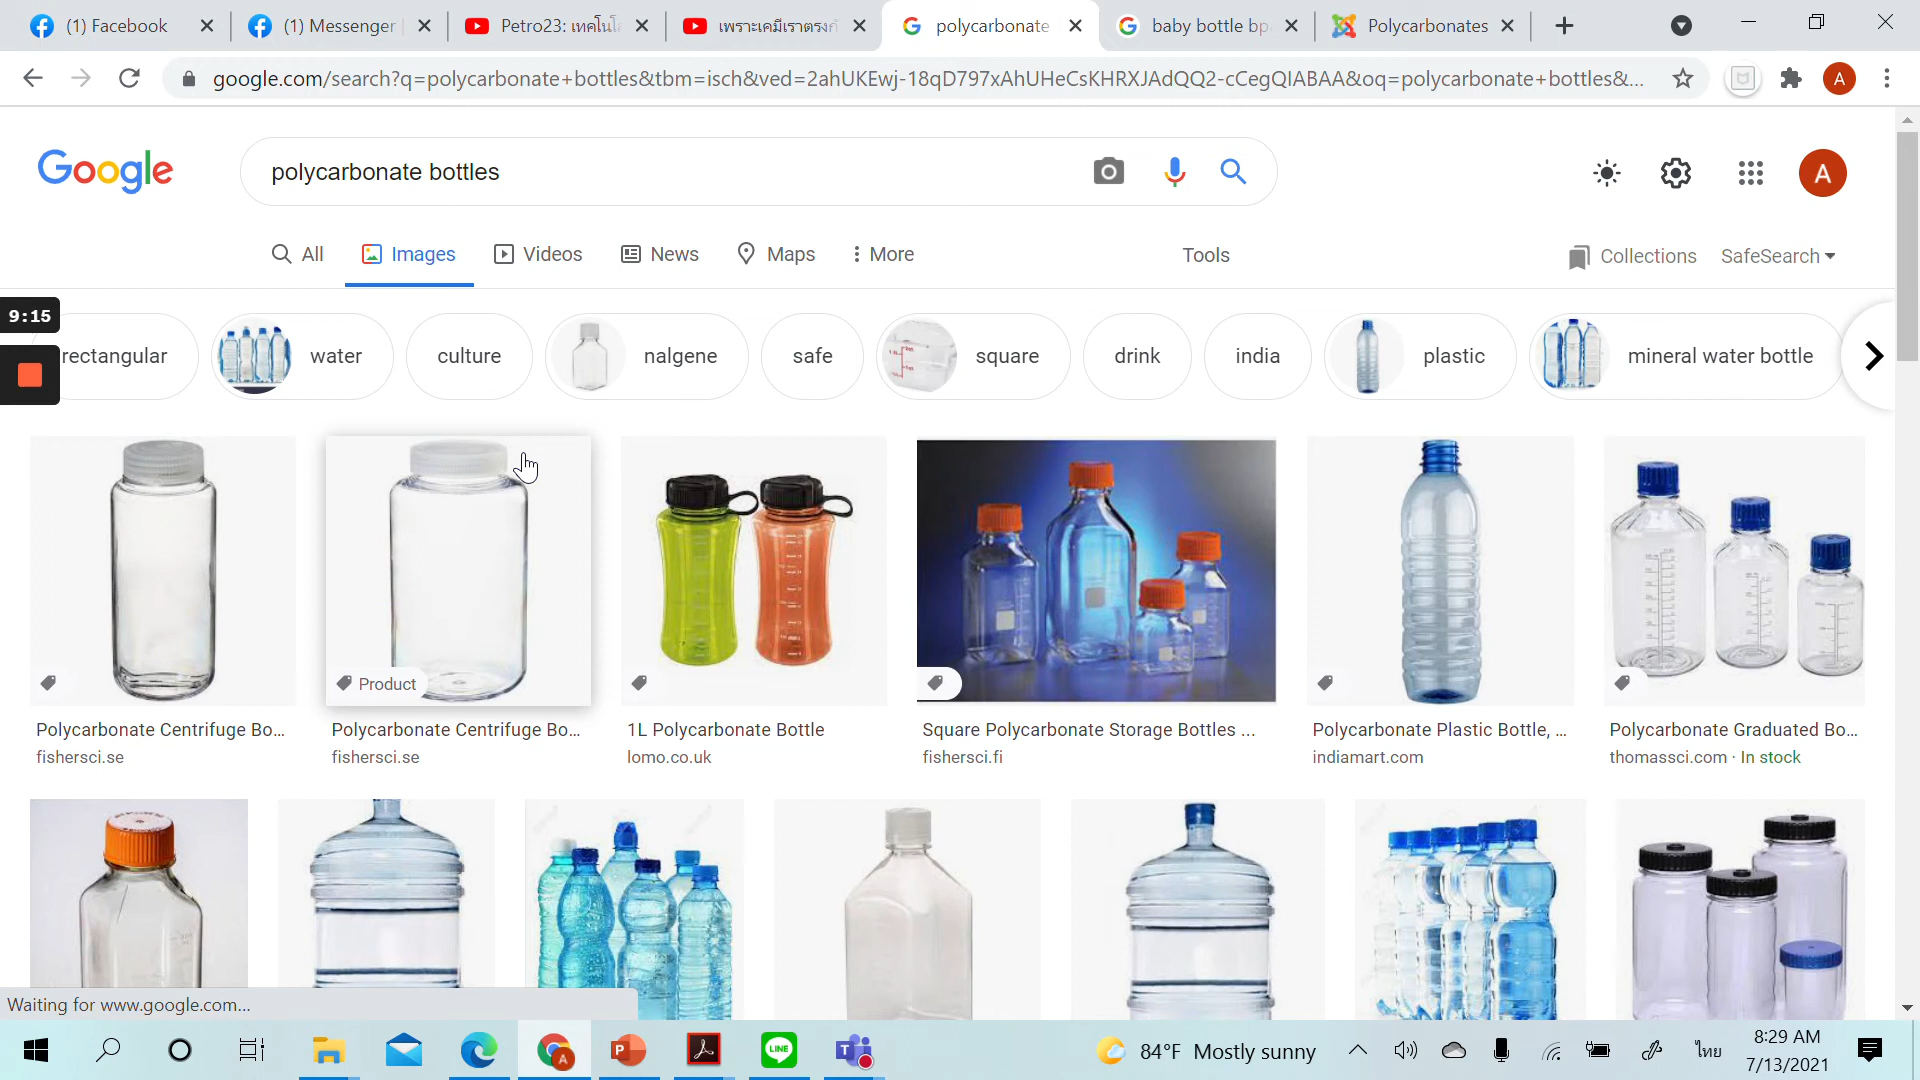 (1) Facebook
(1) Messenger
Petro23: เทคโนโ
เพราะเคมีเราตรงก
polycarbonate
baby bottle bp
Polycarbonates
google.com/search?q=polycarbonate+bottles&tbm=isch&ved=2ahUKEwj-18qD797xAhUHeCsKHRXJAdQQ2-cCegQIABAA&oq=polycarbonate+bottles&...
A
Google
polycarbonate bottles
A
All
Images
Videos
News
Maps
More
Tools
Collections
SafeSearch
9:15
rectangular
water
culture
nalgene
safe
square
drink
india
plastic
mineral water bottle
Product
Polycarbonate Centrifuge Bo...
fishersci.se
Polycarbonate Centrifuge Bo...
fishersci.se
1L Polycarbonate Bottle
lomo.co.uk
Square Polycarbonate Storage Bottles ...
fishersci.fi
Polycarbonate Plastic Bottle, ...
indiamart.com
Polycarbonate Graduated Bo...
thomassci.com · In stock
Waiting for www.google.com...
A
P
LINE
T
84°F Mostly sunny
ไทย
8:29 AM
7/13/2021